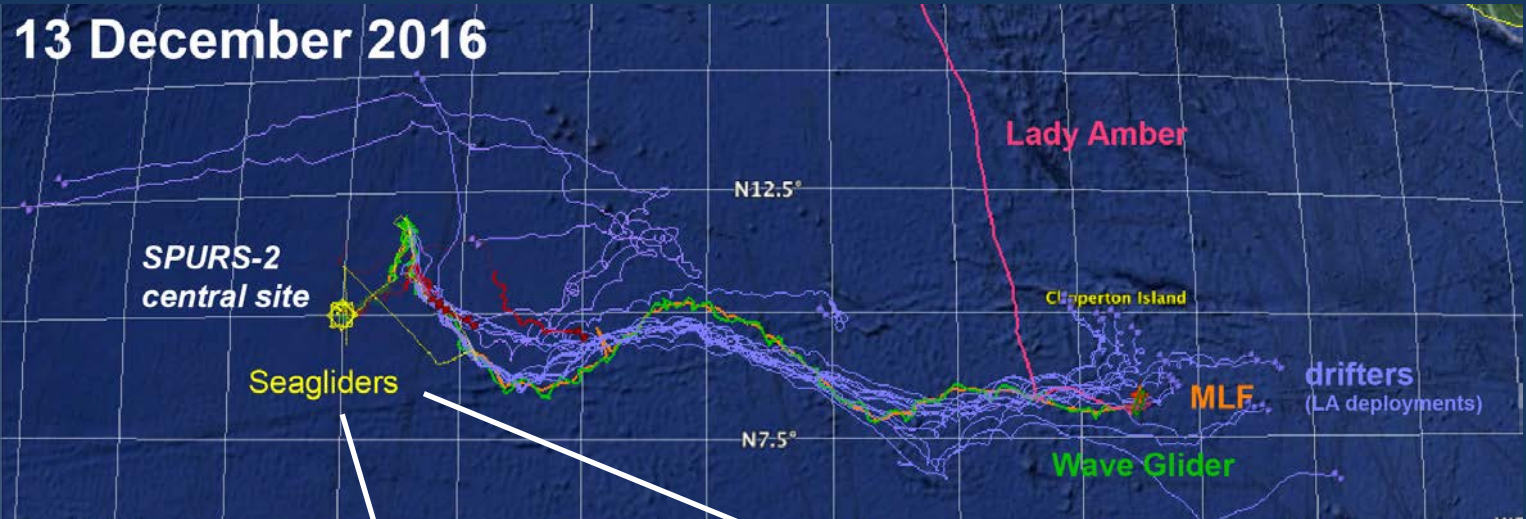 13 December 2016
Lady Amber
N12.5°
SPURS-2
central site
Clipperton Island
Seagliders
MLF
drifters
(LA deployments)
N7.5°
Wave Glider